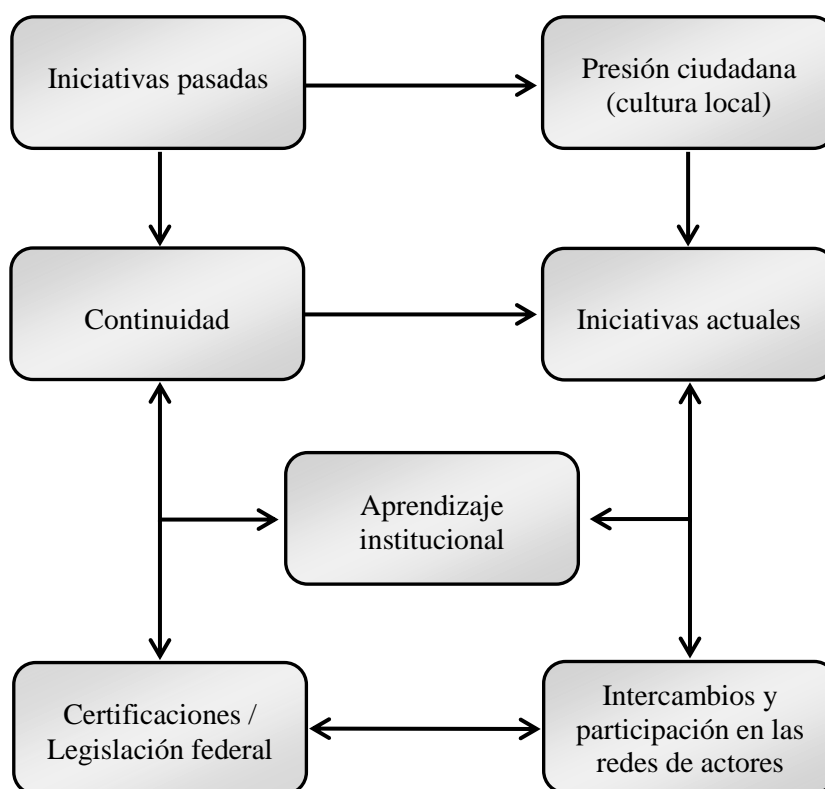 Iniciativas pasadas
Presión ciudadana
(cultura local)
Continuidad
Iniciativas actuales
Aprendizaje
institucional
Certificaciones /
Legislación federal
Intercambios y
participación en las
redes de actores